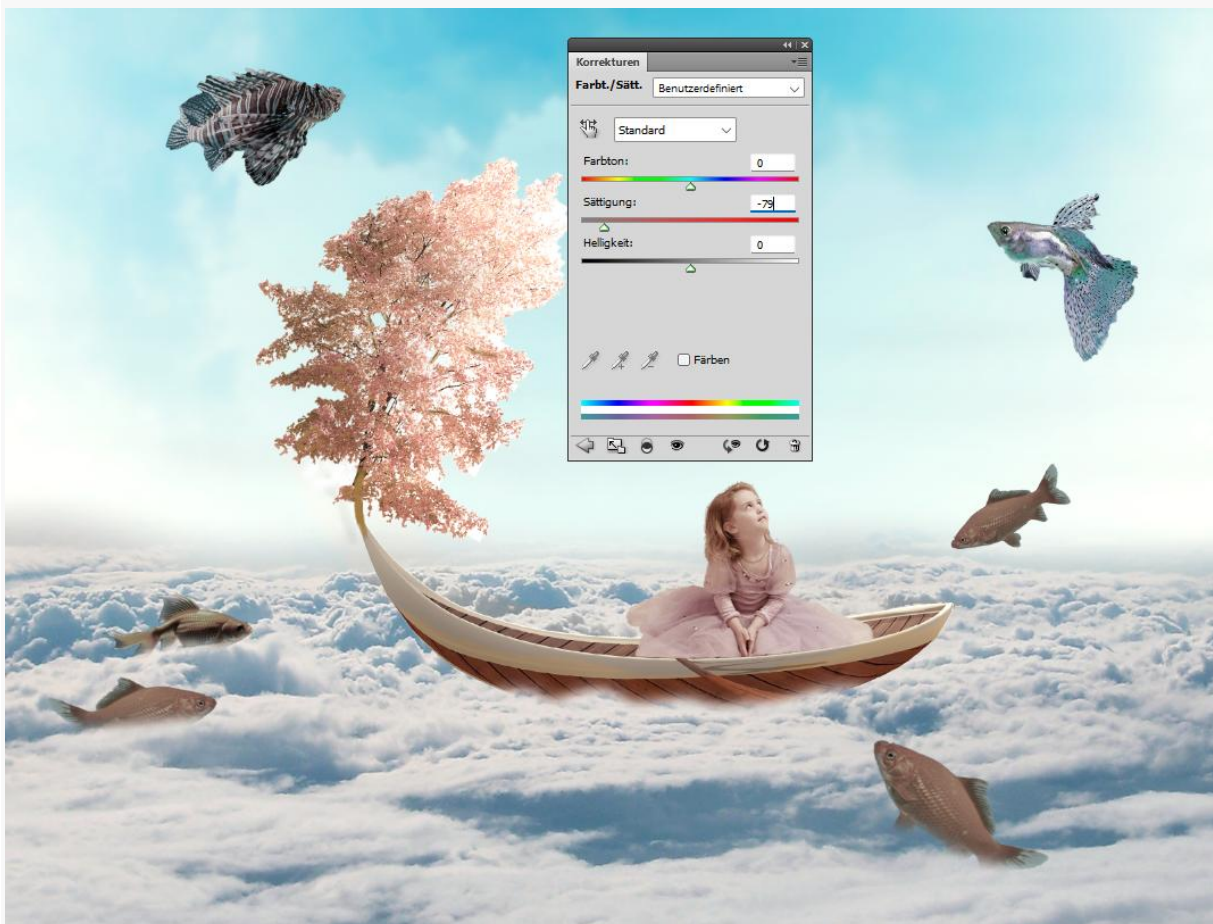 Korrekturen
Farbt./Sätt. Benutzerdefiniert
Standard
Farbton: 0
Sättigung: -79
Helligkeit: 0
Färben